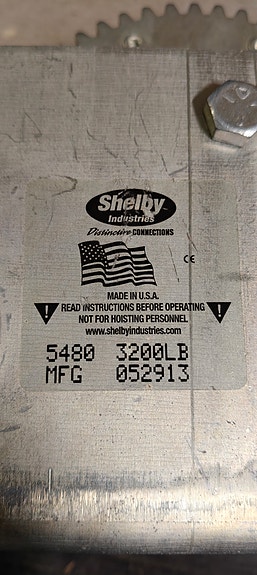 Shelby
Industries
Distinctive CONNECTIONS
CE
MADE IN U.S.A.
! READ INSTRUCTIONS BEFORE OPERATING !
NOT FOR HOISTING PERSONNEL
www.shelbyindustries.com
5480 3200LB
MFG 052913